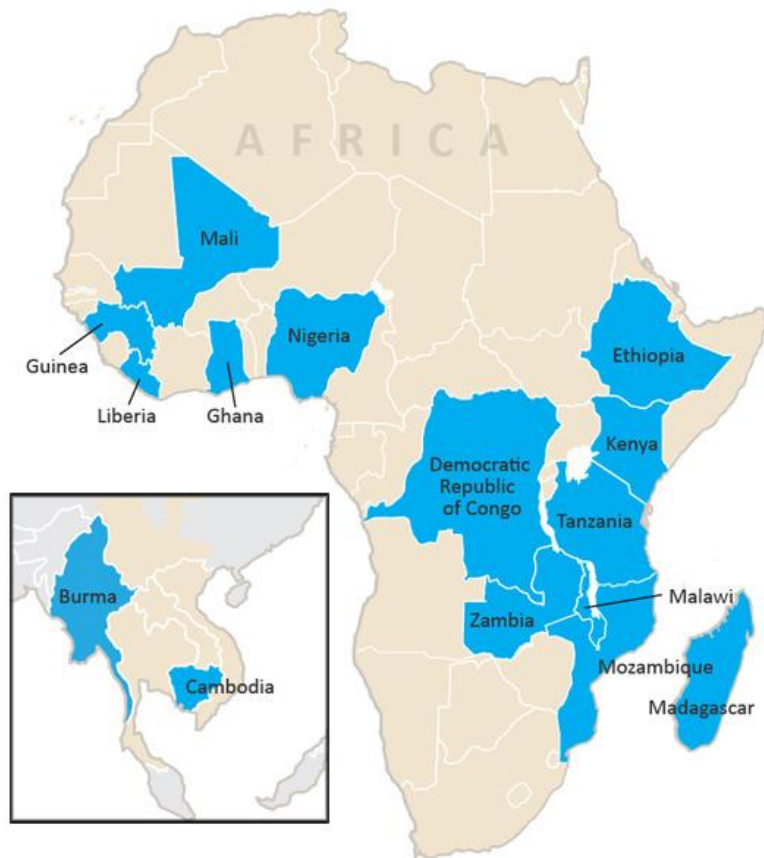 AFRICA
Mali
Nigeria
Guinea
Liberia
Ghana
Ethiopia
Kenya
Democratic
Republic
of Congo
Tanzania
Malawi
Zambia
Mozambique
Madagascar
Burma
Cambodia